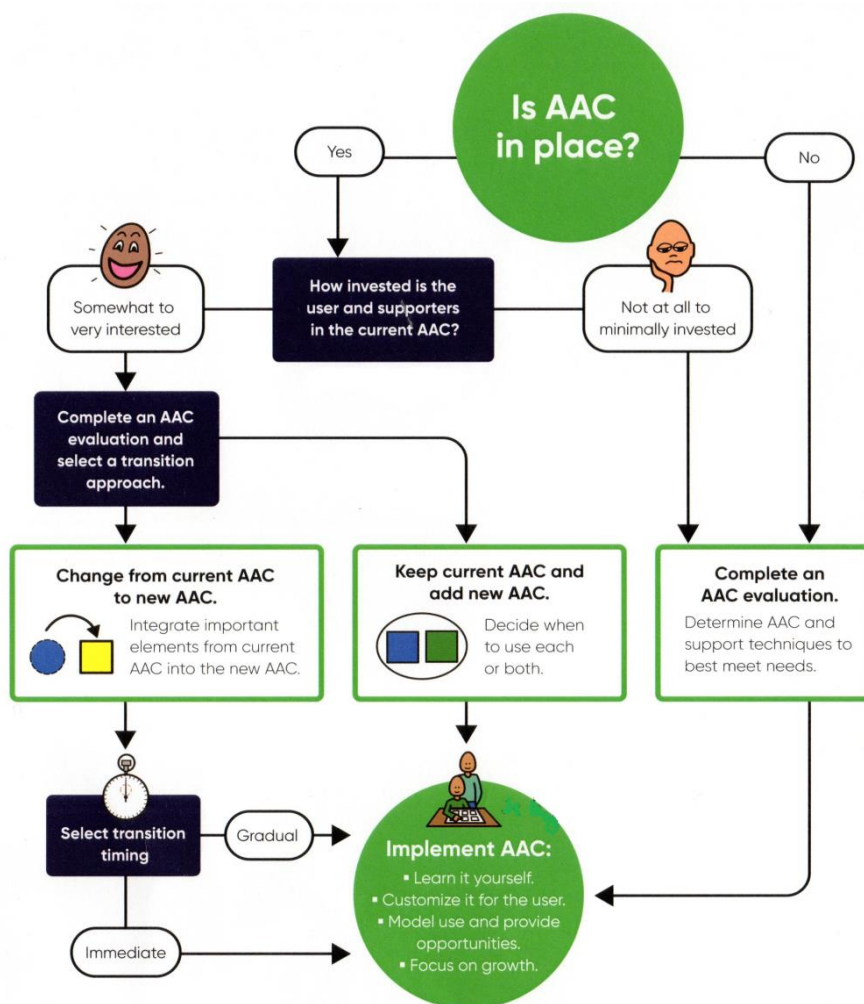 Is AAC
in place?
Yes
No
How invested is the
user and supporters
in the current AAC?
Somewhat to
very interested
Not at all to
minimally invested
Complete an AAC
evaluation and
select a transition
approach.
Change from current AAC
to new AAC.
Integrate important
elements from current
AAC into the new AAC.
Keep current AAC and
add new AAC.
Decide when
to use each
or both.
Complete an
AAC evaluation.
Determine AAC and
support techniques to
best meet needs.
Select transition
timing
Gradual
Immediate
Implement AAC:
▪ Learn it yourself.
▪ Customize it for the user.
▪ Model use and provide
opportunities.
▪ Focus on growth.